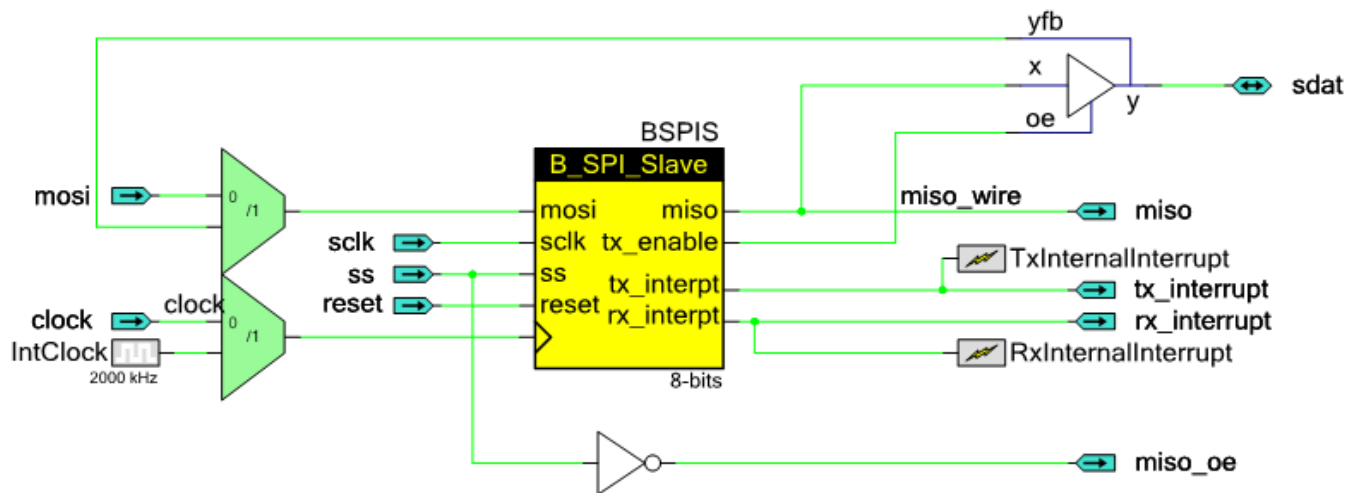 yfb
x
sdat
y
oe
BSPIS
B_SPI_Slave
mosi
0
/1
mosi
miso
miso_wire
miso
sclk
sclk
tx_enable
ss
ss
TxInternalInterrupt
tx_interpt
tx_interrupt
reset
reset
rx_interpt
rx_interrupt
clock
clock
0
/1
IntClock
2000 kHz
RxInternalInterrupt
8-bits
miso_oe